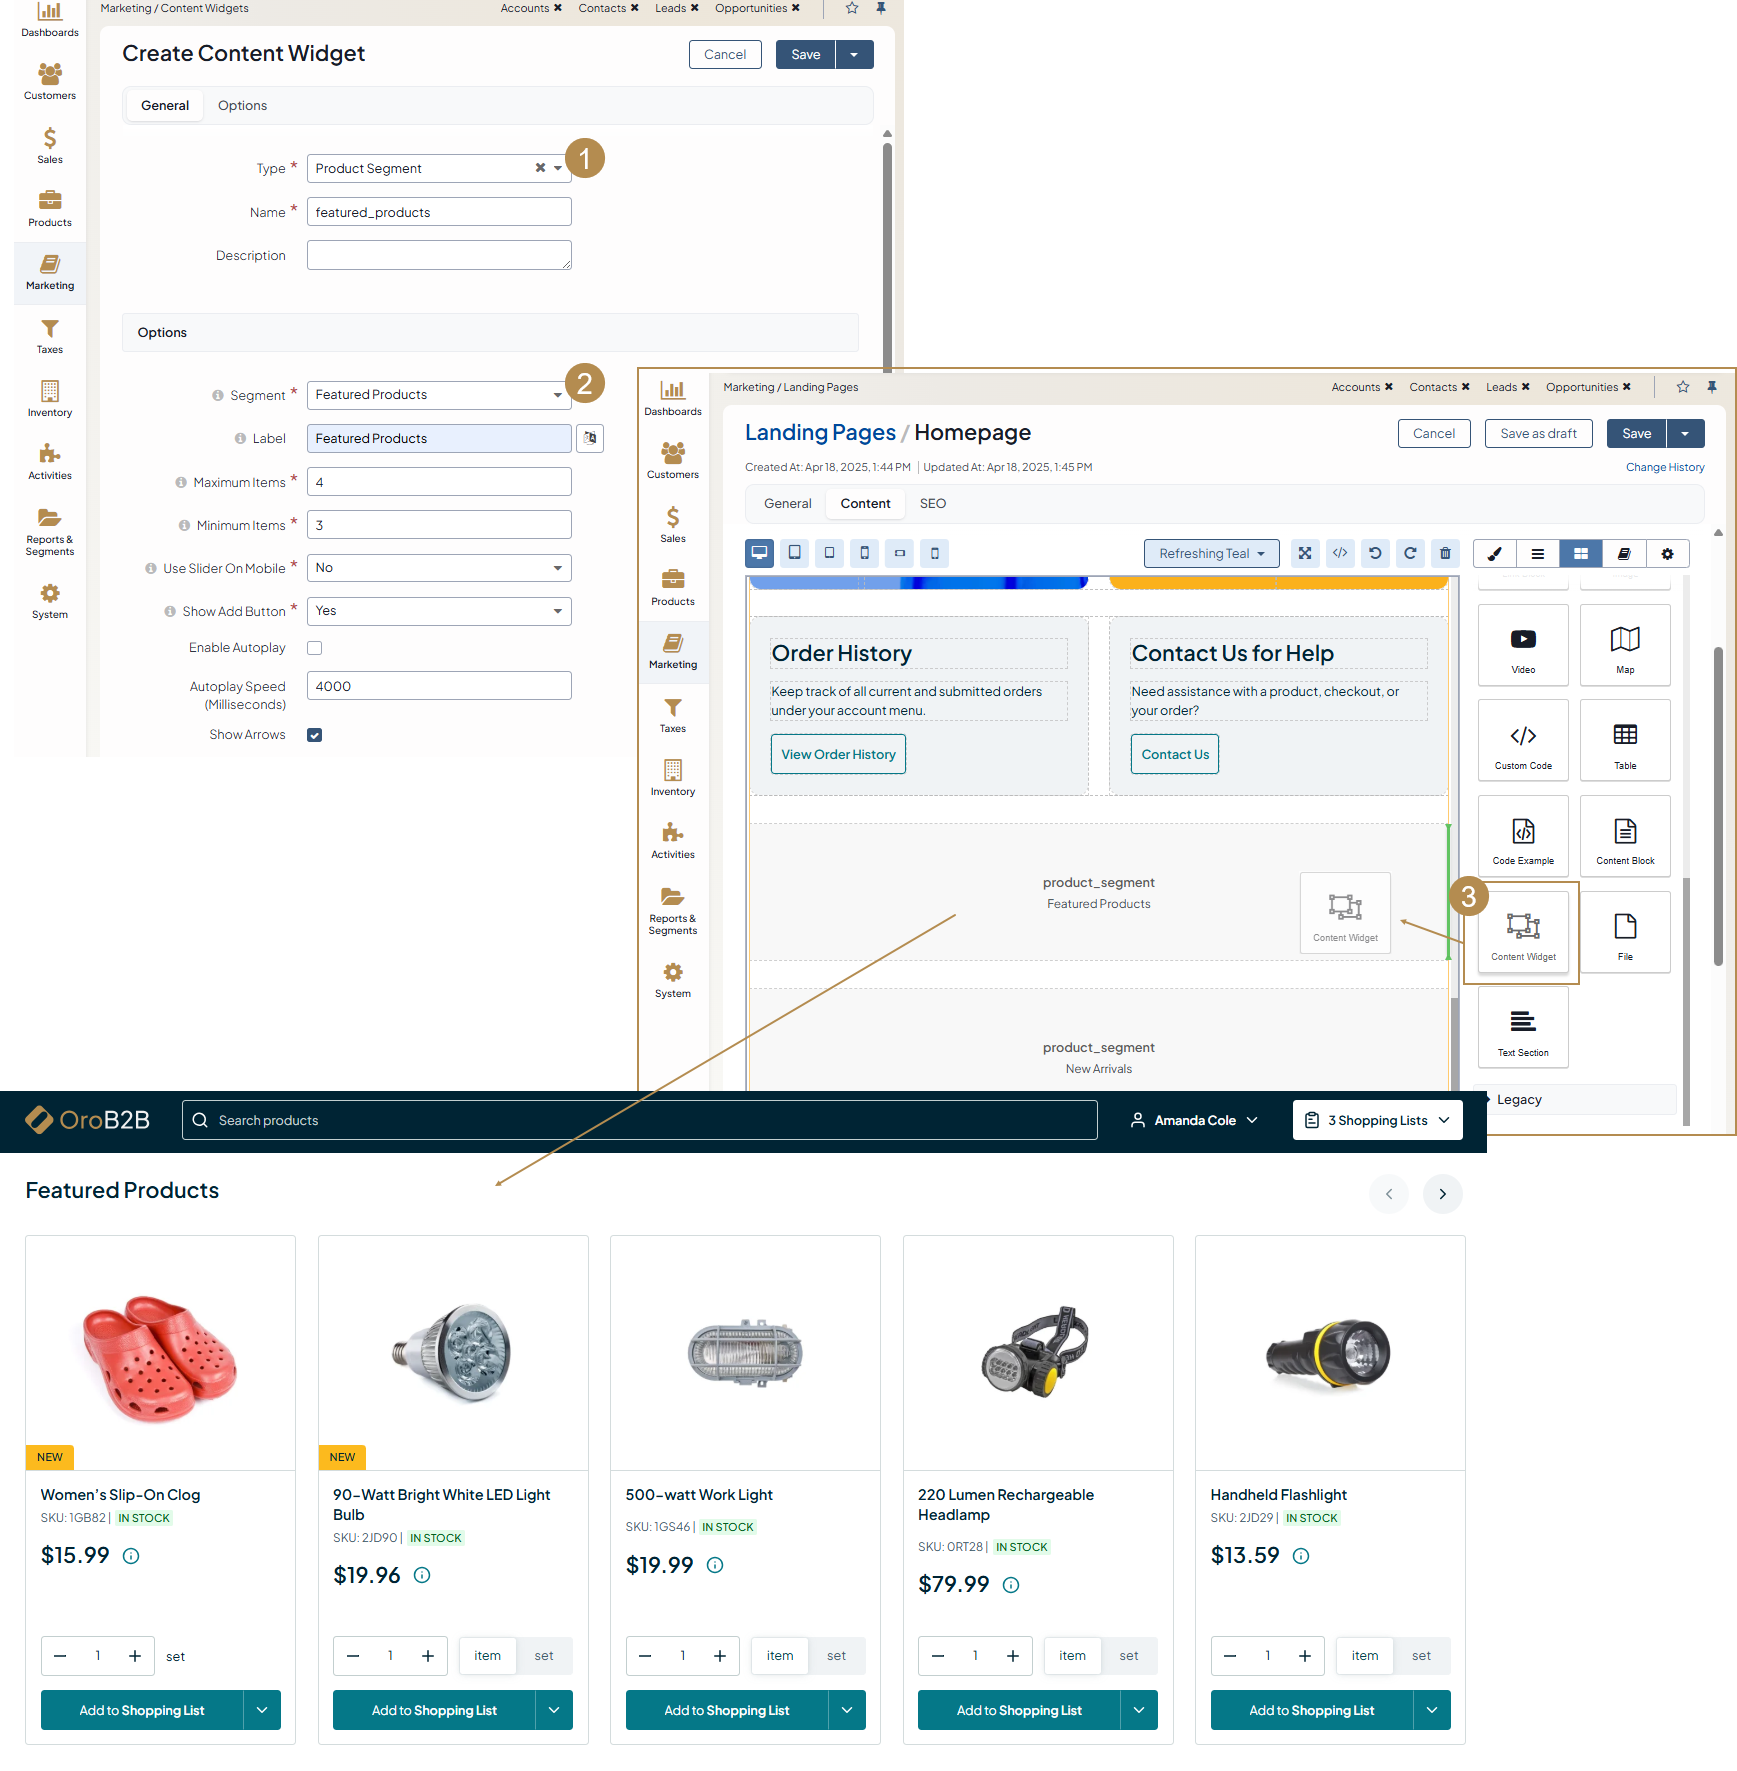 Marketing / Content Widgets
Accounts
Contacts
Leads
Opportunities
Dashboards
Customers
Sales
Products
Marketing
Taxes
Inventory
Activities
Reports &
Segments
System
Create Content Widget
Cancel
Save
General
Options
Type *
Product Segment
1
Name *
featured_products
Description
Options
Segment *
Featured Products
2
Label
Featured Products
Maximum Items *
4
Minimum Items *
3
Use Slider On Mobile *
No
Show Add Button *
Yes
Enable Autoplay
Autoplay Speed
(Milliseconds)
4000
Show Arrows
Marketing / Landing Pages
Accounts
Contacts
Leads
Opportunities
Dashboards
Customers
Sales
Products
Marketing
Taxes
Inventory
Activities
Reports &
Segments
System
Landing Pages / Homepage
Cancel
Save as draft
Save
Created At: Apr 18, 2025, 1:44 PM | Updated At: Apr 18, 2025, 1:45 PM
Change History
General
Content
SEO
Refreshing Teal
Order History
Keep track of all current and submitted orders
under your account menu.
View Order History
Contact Us for Help
Need assistance with a product, checkout, or
your order?
Contact Us
product_segment
Featured Products
Content Widget
product_segment
New Arrivals
Video
Map
Custom Code
Table
Code Example
Content Block
3
Content Widget
File
Text Section
Legacy
OroB2B
Search products
Amanda Cole
3 Shopping Lists
Featured Products
NEW
Women's Slip-On Clog
SKU: 1GB82 | IN STOCK
$15.99
1
set
Add to Shopping List
NEW
90-Watt Bright White LED Light
Bulb
SKU: 2JD90 | IN STOCK
$19.96
1
item
set
Add to Shopping List
500-watt Work Light
SKU: 1GS46 | IN STOCK
$19.99
1
item
set
Add to Shopping List
220 Lumen Rechargeable
Headlamp
SKU: 0RT28 | IN STOCK
$79.99
1
item
set
Add to Shopping List
Handheld Flashlight
SKU: 2JD29 | IN STOCK
$13.59
1
item
set
Add to Shopping List